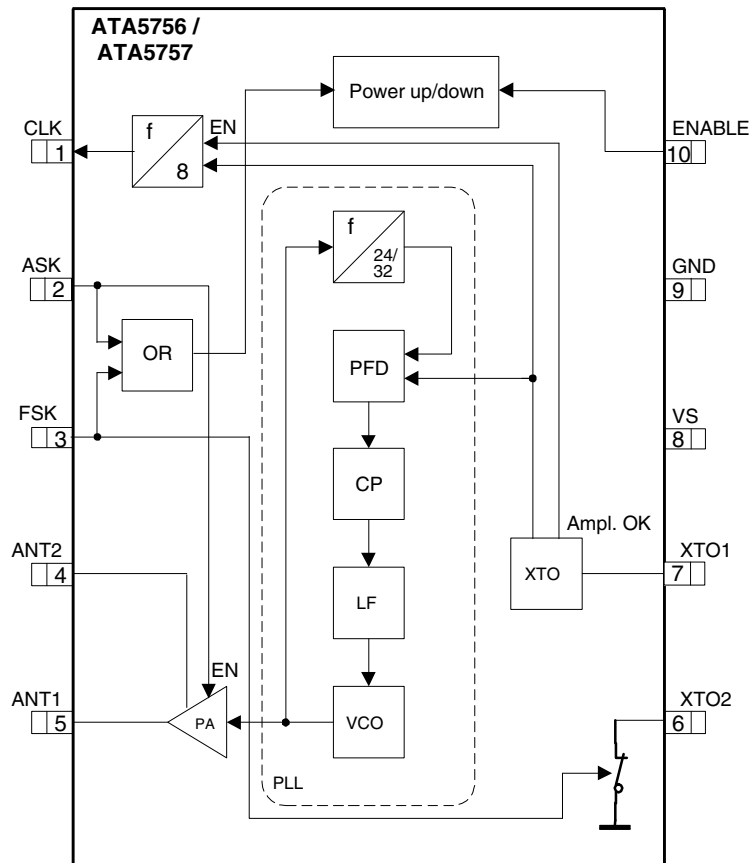 ATA5756 /
ATA5757
Power up/down
CLK
1
f
8
EN
ENABLE
10
ASK
2
f
24/
32
GND
9
OR
PFD
FSK
3
VS
8
CP
Ampl. OK
ANT2
4
LF
XTO
XTO1
7
EN
ANT1
5
PA
VCO
XTO2
6
PLL